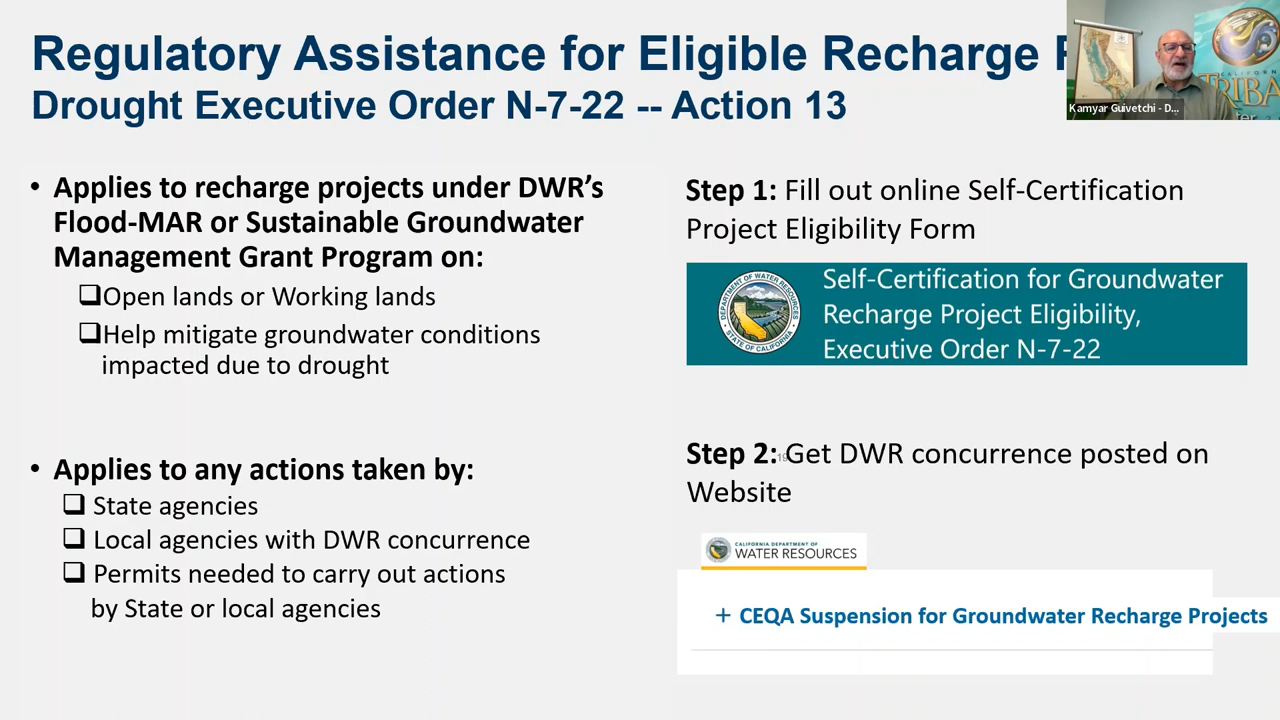 Regulatory Assistance for Eligible Recharge
Drought Executive Order N-7-22 -- Action 13
Kamyar Guivetchi - D...
CALIFORN
TRIBA
• Applies to recharge projects under DWR's
Flood-MAR or Sustainable Groundwater
Management Grant Program on:
❑Open lands or Working lands
❑Help mitigate groundwater conditions
impacted due to drought
• Applies to any actions taken by:
❑ State agencies
❑ Local agencies with DWR concurrence
❑ Permits needed to carry out actions
by State or local agencies
Step 1: Fill out online Self-Certification
Project Eligibility Form
DEPARTMENT OF WATER RESOURCES
STATE OF CALIFORNIA
Self-Certification for Groundwater
Recharge Project Eligibility,
Executive Order N-7-22
Step 2: Get DWR concurrence posted on
Website
CALIFORNIA DEPARTMENT OF
WATER RESOURCES
+ CEQA Suspension for Groundwater Recharge Projects